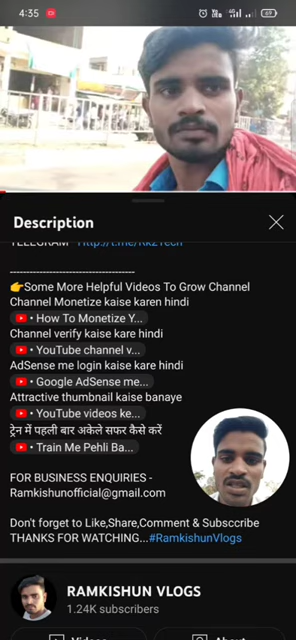 4:35
69
Description
TELEGRAM - http://t.me/Rk2Tech
--------------------------------------
👉Some More Helpful Videos To Grow Channel
Channel Monetize kaise karen hindi
• How To Monetize Y...
Channel verify kaise kare hindi
• YouTube channel v...
AdSense me login kaise kare hindi
• Google AdSense me...
Attractive thumbnail kaise banaye
• YouTube videos ke...
ट्रेन में पहली बार अकेले सफर कैसे करें
• Train Me Pehli Ba...
FOR BUSINESS ENQUIRIES -
Ramkishunofficial@gmail.com
Don't forget to Like,Share,Comment & Subsccribe
THANKS FOR WATCHING...#RamkishunVlogs
RAMKISHUN VLOGS
1.24K subscribers
Videos
About